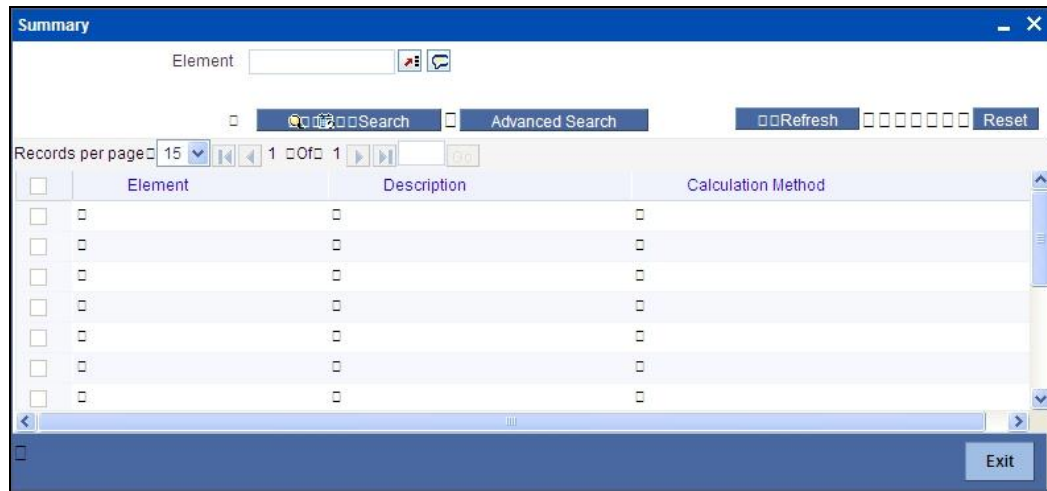 Summary
Element
Search Advanced Search Refresh Reset
Records per page 15 1 Of 1 Go
Element Description Calculation Method
Exit